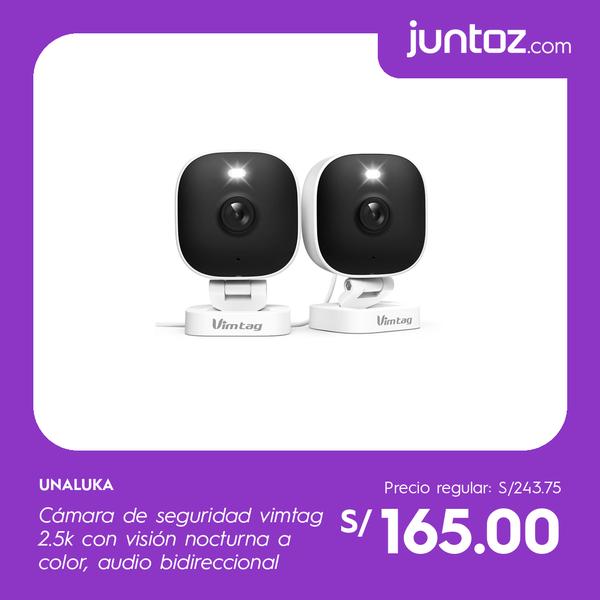 juntoz.com
Vimtag
Vimtag
UNALUKA
Cámara de seguridad vimtag
2.5k con visión nocturna a
color, audio bidireccional
Precio regular: S/243.75
S/165.00